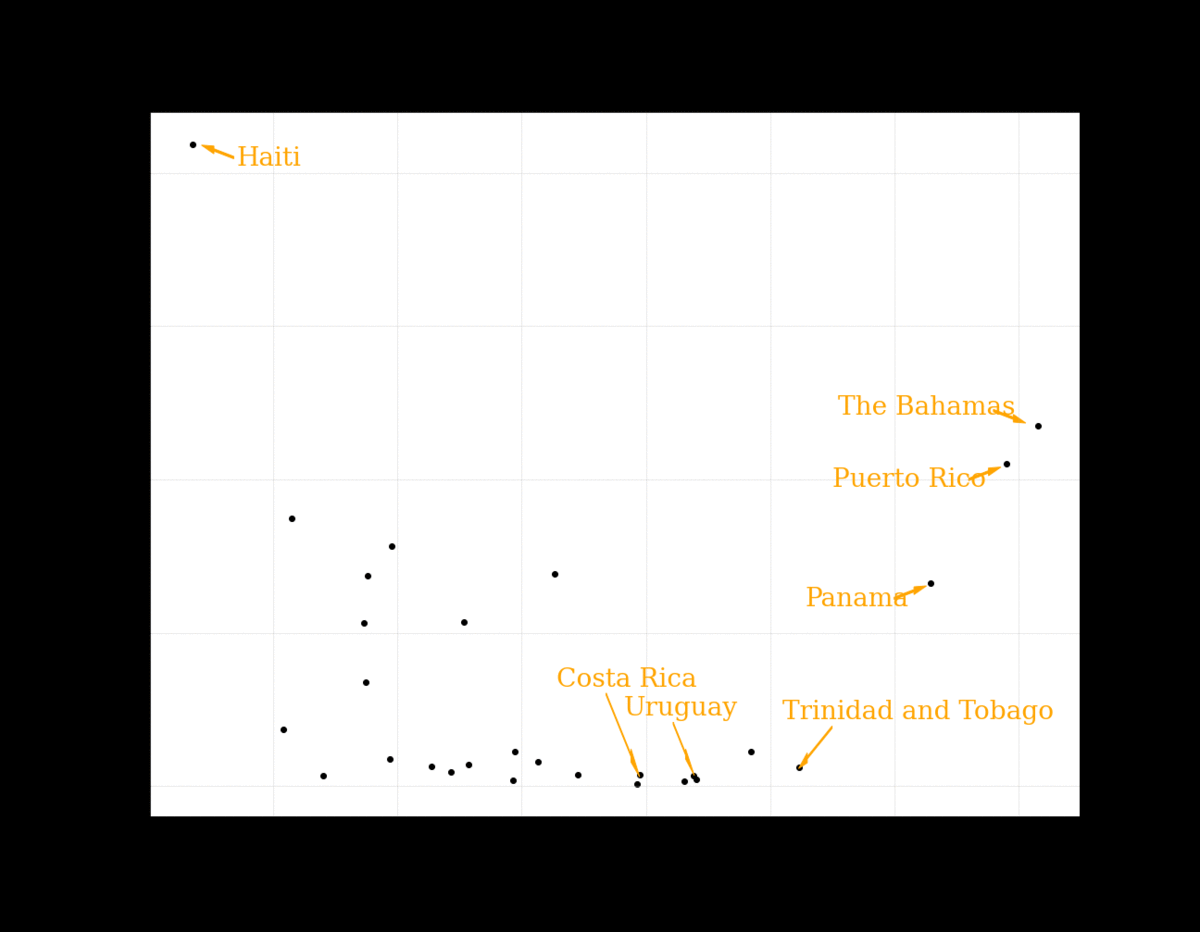 Haiti
The Bahamas
Puerto Rico
Panama
Costa Rica
Uruguay
Trinidad and Tobago